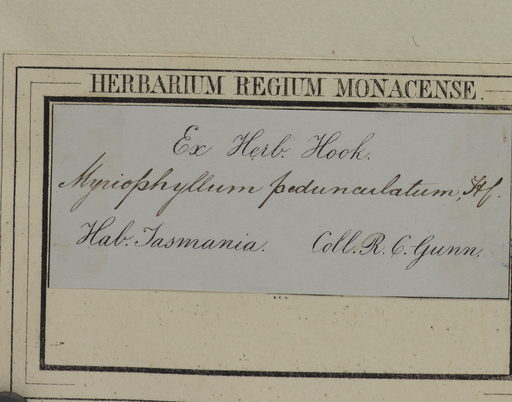 HERBARIUM REGIUM MONACENSE.
Ex Herb. Hook.
Myriophyllum pedunculatum, Hf.
Hab. Tasmania. Coll. R. C. Gunn.